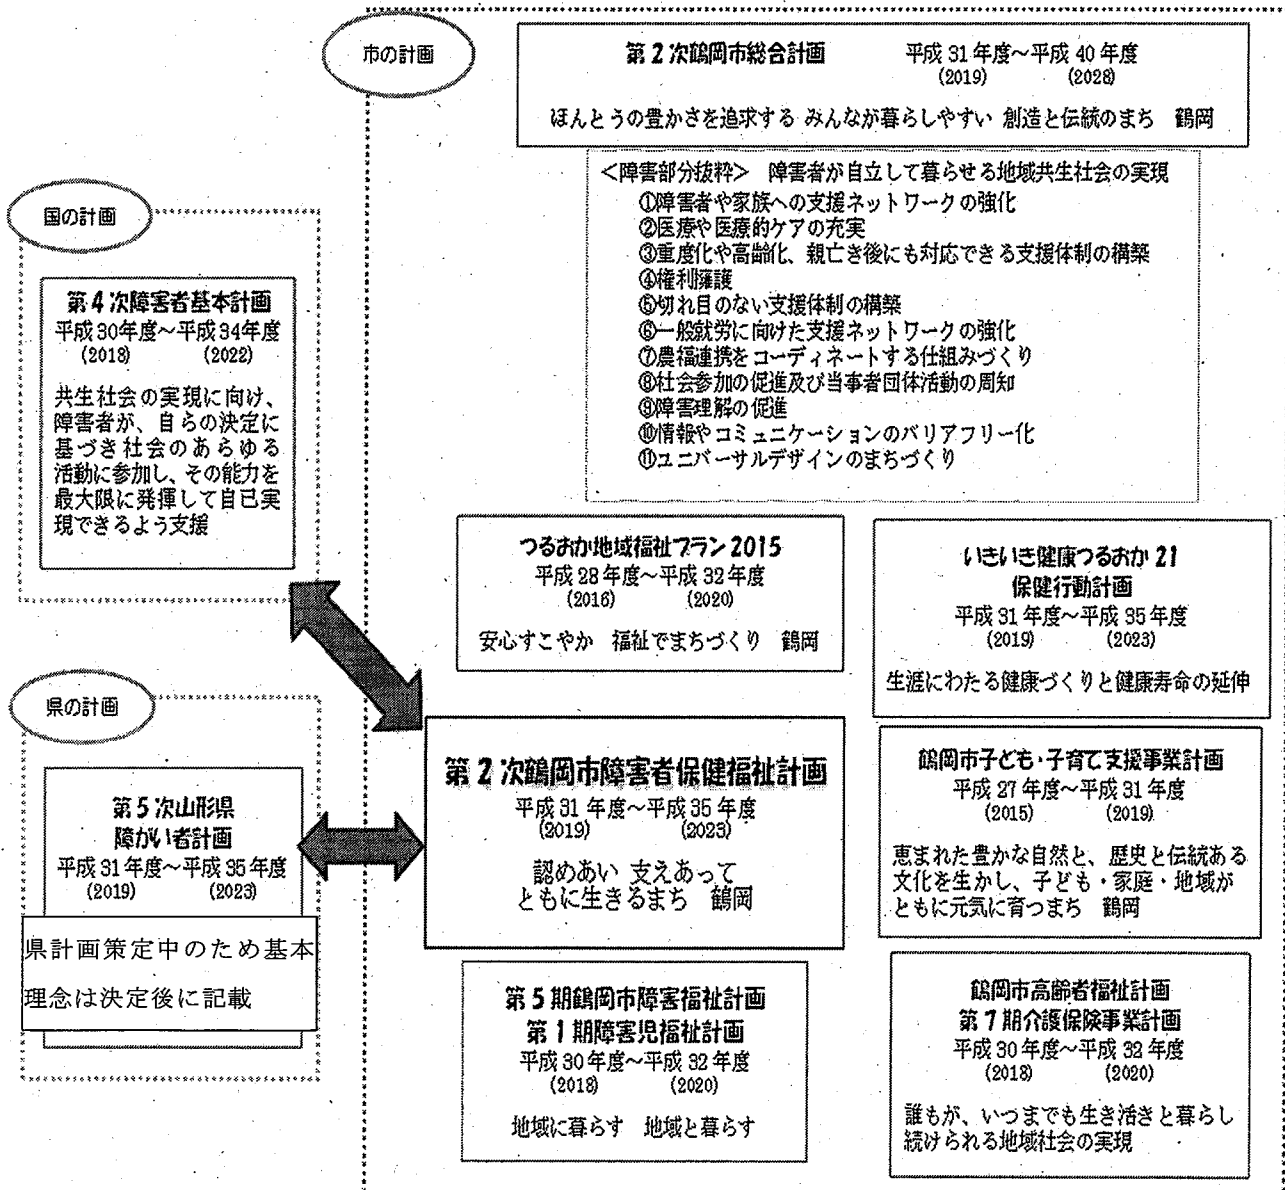 市の計画
第2次鶴岡市総合計画 平成31年度～平成40年度
(2019) (2028)
ほんとうの豊かさを追求する みんなが暮らしやすい 創造と伝統のまち 鶴岡
＜障害部分抜粋＞ 障害者が自立して暮らせる地域共生社会の実現
①障害者や家族への支援ネットワークの強化
②医療や医療的ケアの充実
③重度化や高齢化、親亡き後にも対応できる支援体制の構築
④権利擁護
⑤切れ目のない支援体制の構築
⑥一般就労に向けた支援ネットワークの強化
⑦農福連携をコーディネートする仕組みづくり
⑧社会参加の促進及び当事者団体活動の周知
⑨障害理解の促進
⑩情報やコミュニケーションのバリアフリー化
⑪ユニバーサルデザインのまちづくり
国の計画
第4次障害者基本計画
平成30年度～平成34年度
(2018) (2022)
共生社会の実現に向け、
障害者が、自らの決定に
基づき社会のあらゆる
活動に参加し、その能力を
最大限に発揮して自己実
現できるよう支援
県の計画
第5次山形県
障がい者計画
平成31年度～平成35年度
(2019) (2023)
県計画策定中のため基本
理念は決定後に記載
つるおか地域福祉プラン2015
平成28年度～平成32年度
(2016) (2020)
安心すこやか 福祉でまちづくり 鶴岡
第2次鶴岡市障害者保健福祉計画
平成31年度～平成35年度
(2019) (2023)
認めあい 支えあって
ともに生きるまち 鶴岡
第5期鶴岡市障害福祉計画
第1期障害児福祉計画
平成30年度～平成32年度
(2018) (2020)
地域に暮らす 地域と暮らす
いきいき健康つるおか21
保健行動計画
平成31年度～平成35年度
(2019) (2023)
生涯にわたる健康づくりと健康寿命の延伸
鶴岡市子ども・子育て支援事業計画
平成27年度～平成31年度
(2015) (2019)
恵まれた豊かな自然と、歴史と伝統ある
文化を生かし、子ども・家庭・地域が
ともに元気に育つまち 鶴岡
鶴岡市高齢者福祉計画
第7期介護保険事業計画
平成30年度～平成32年度
(2018) (2020)
誰もが、いつまでも生き活きと暮らし
続けられる地域社会の実現